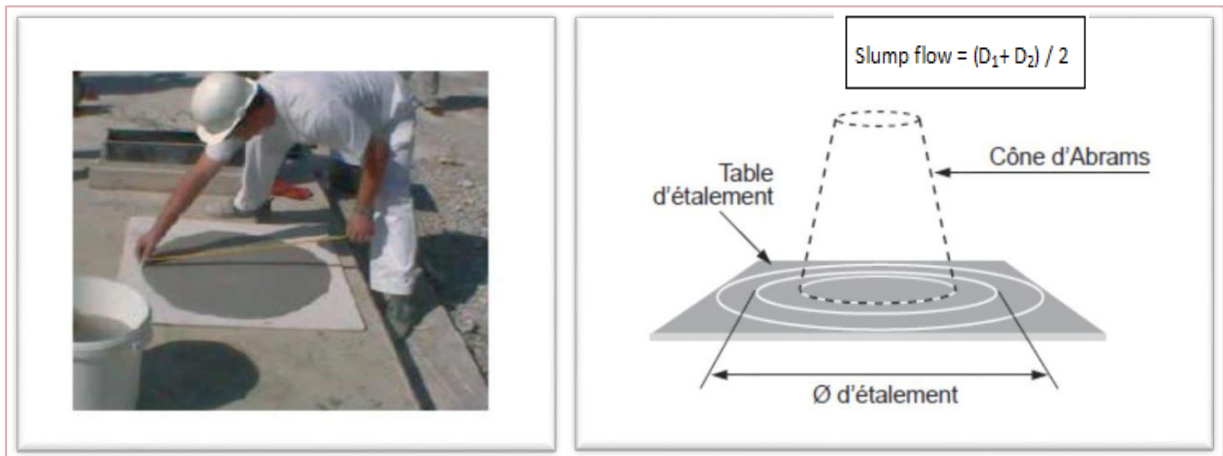 Slump flow = (D₁+ D₂) / 2
Cône d'Abrams
Table
d'étalement
Ø d'étalement